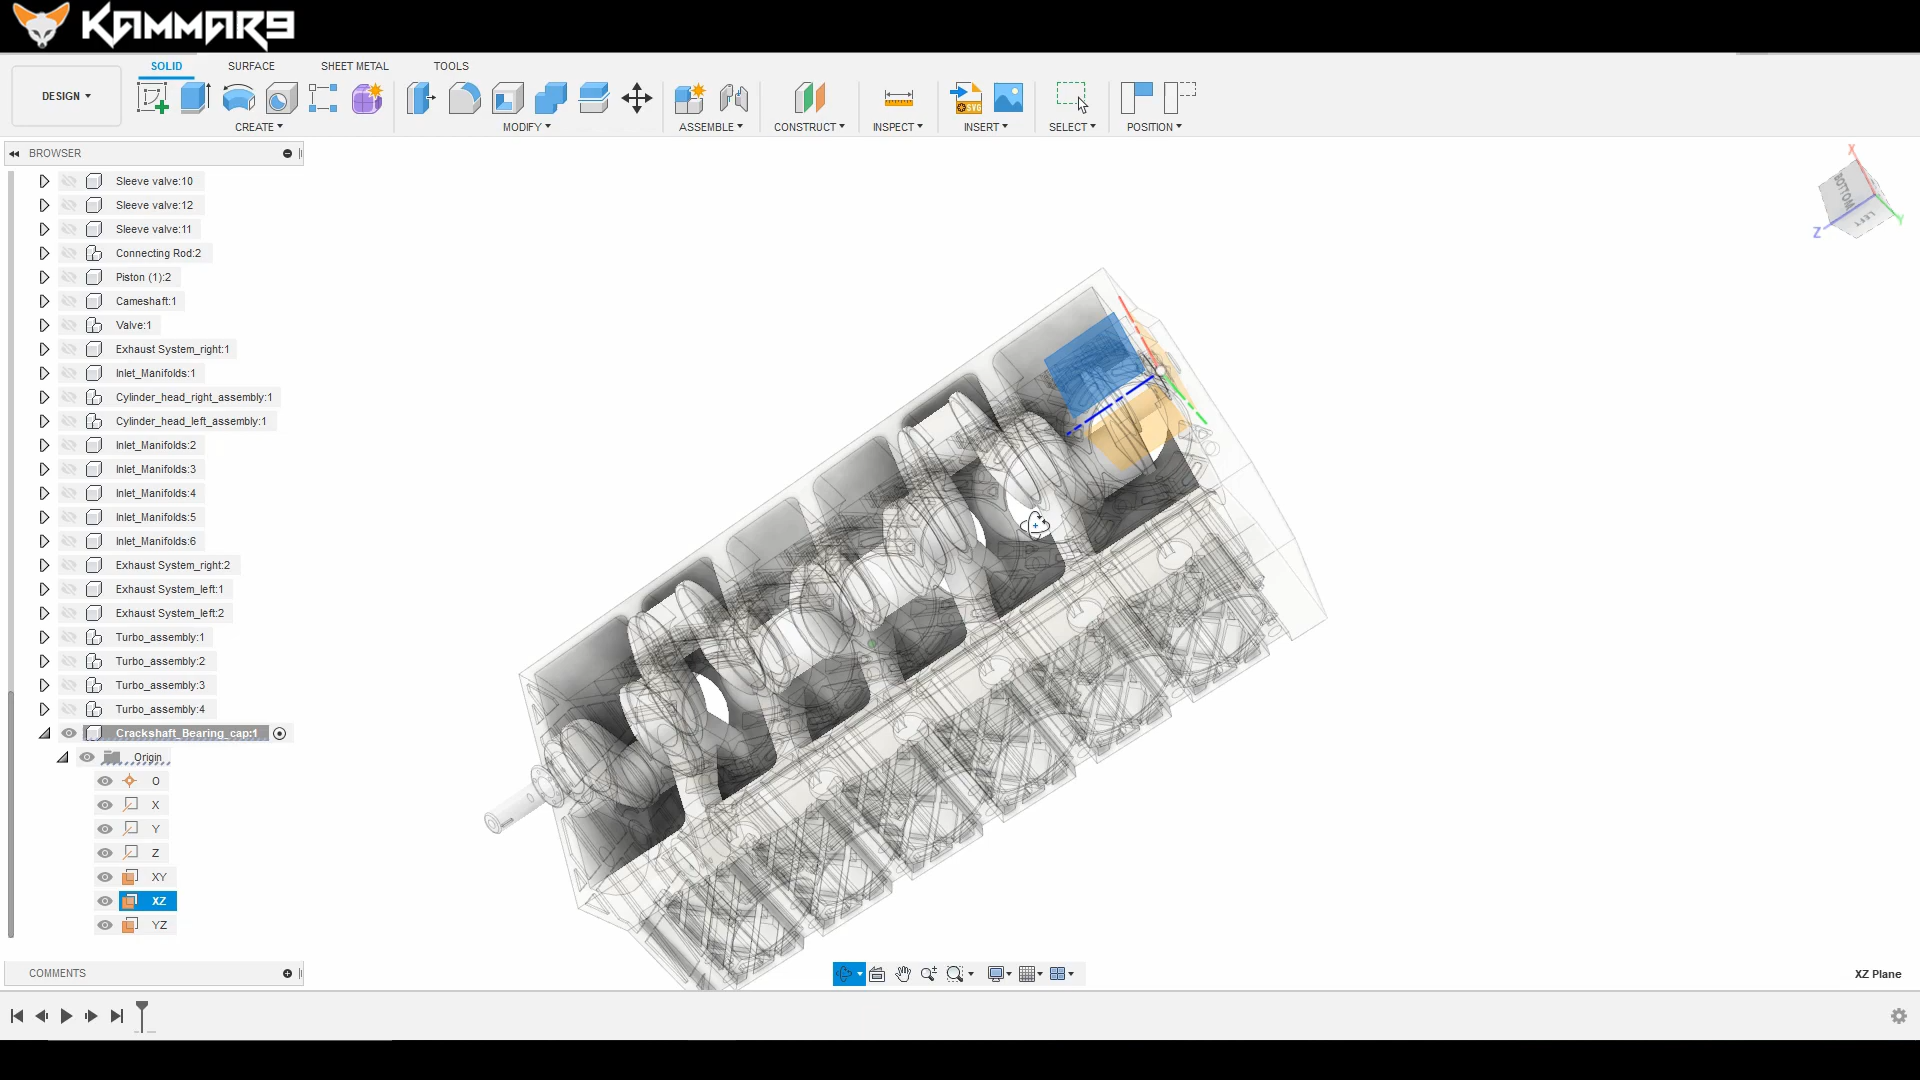 KAMMAR9
SOLID SURFACE SHEET METAL TOOLS
DESIGN
CREATE MODIFY ASSEMBLE CONSTRUCT INSPECT INSERT SELECT POSITION
SVG
BROWSER
Sleeve valve:10
Sleeve valve:12
Sleeve valve:11
Connecting Rod:2
Piston (1):2
Cameshaft:1
Valve:1
Exhaust System_right:1
Inlet_Manifolds:1
Cylinder_head_right_assembly:1
Cylinder_head_left_assembly:1
Inlet_Manifolds:2
Inlet_Manifolds:3
Inlet_Manifolds:4
Inlet_Manifolds:5
Inlet_Manifolds:6
Exhaust System_right:2
Exhaust System_left:1
Exhaust System_left:2
Turbo_assembly:1
Turbo_assembly:2
Turbo_assembly:3
Turbo_assembly:4
Crackshaft_Bearing_cap:1
Origin
O
X
Y
Z
XY
XZ
YZ
X
BOTTOM
LEFT
Y
Z
COMMENTS
XZ Plane